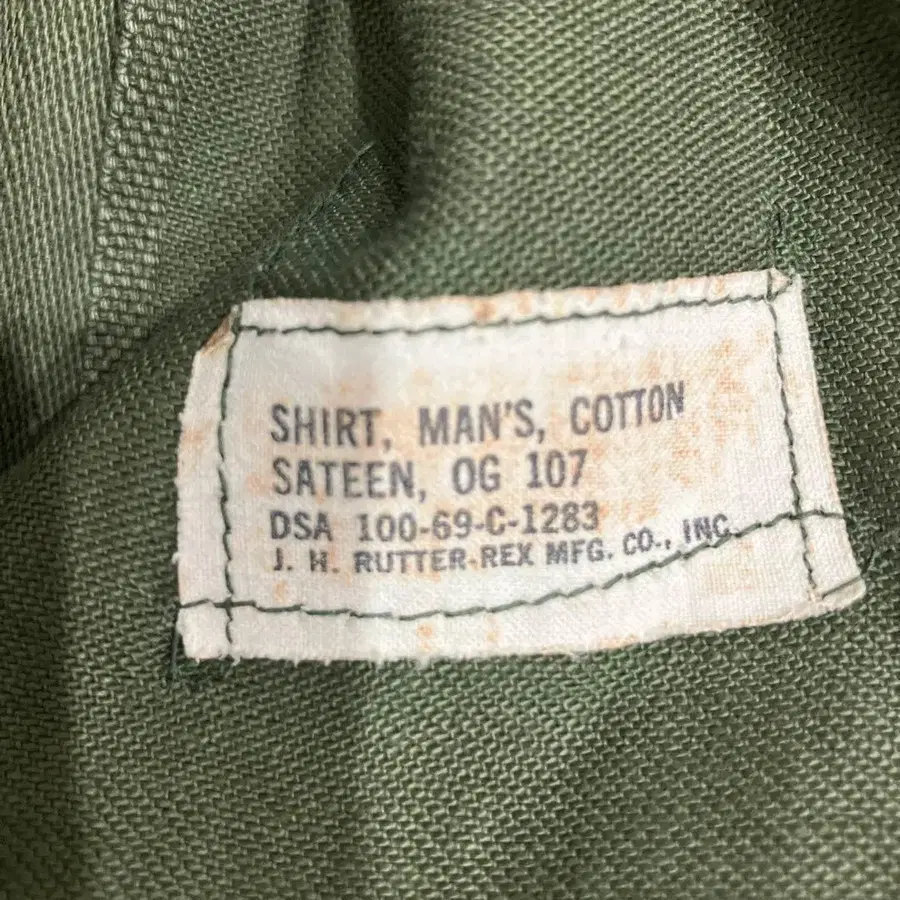 SHIRT, MAN'S, COTTON
SATEEN, OG 107
DSA 100-69-C-1283
J. H. RUTTER-REX MFG. CO., INC.